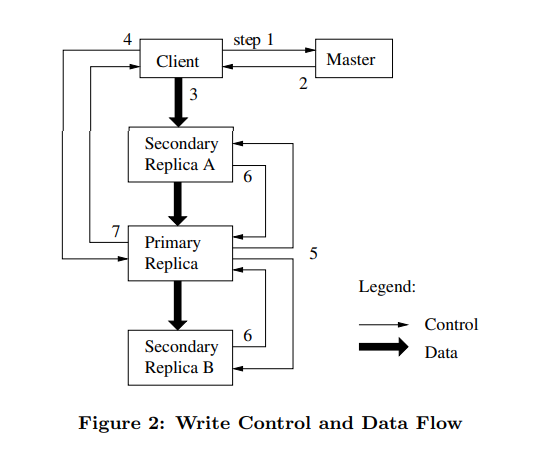 4
step 1
Client
Master
2
3
Secondary
Replica A
6
7
Primary
Replica
5
Legend:
Control
6
Secondary
Replica B
Data
Figure 2: Write Control and Data Flow